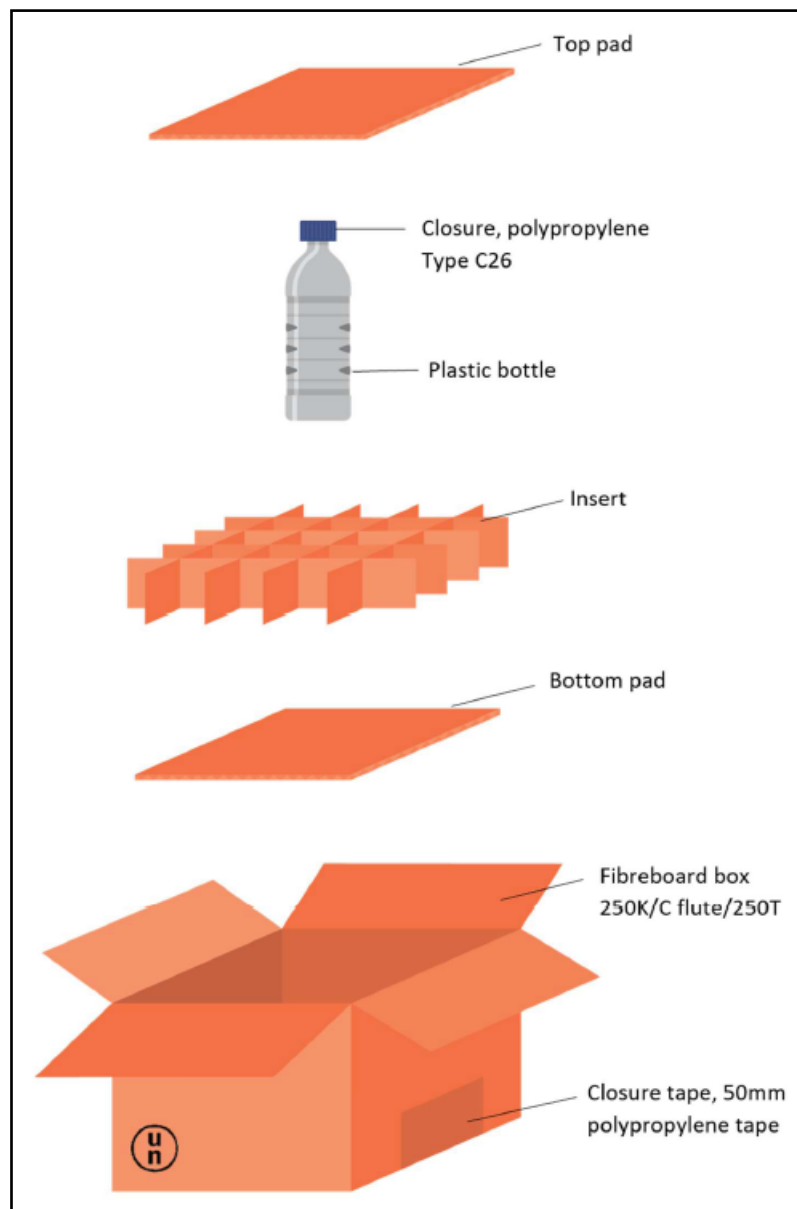 Top pad
Closure, polypropylene
Type C26
Plastic bottle
Insert
Bottom pad
Fibreboard box
250K/C flute/250T
Closure tape, 50mm
polypropylene tape
u
n